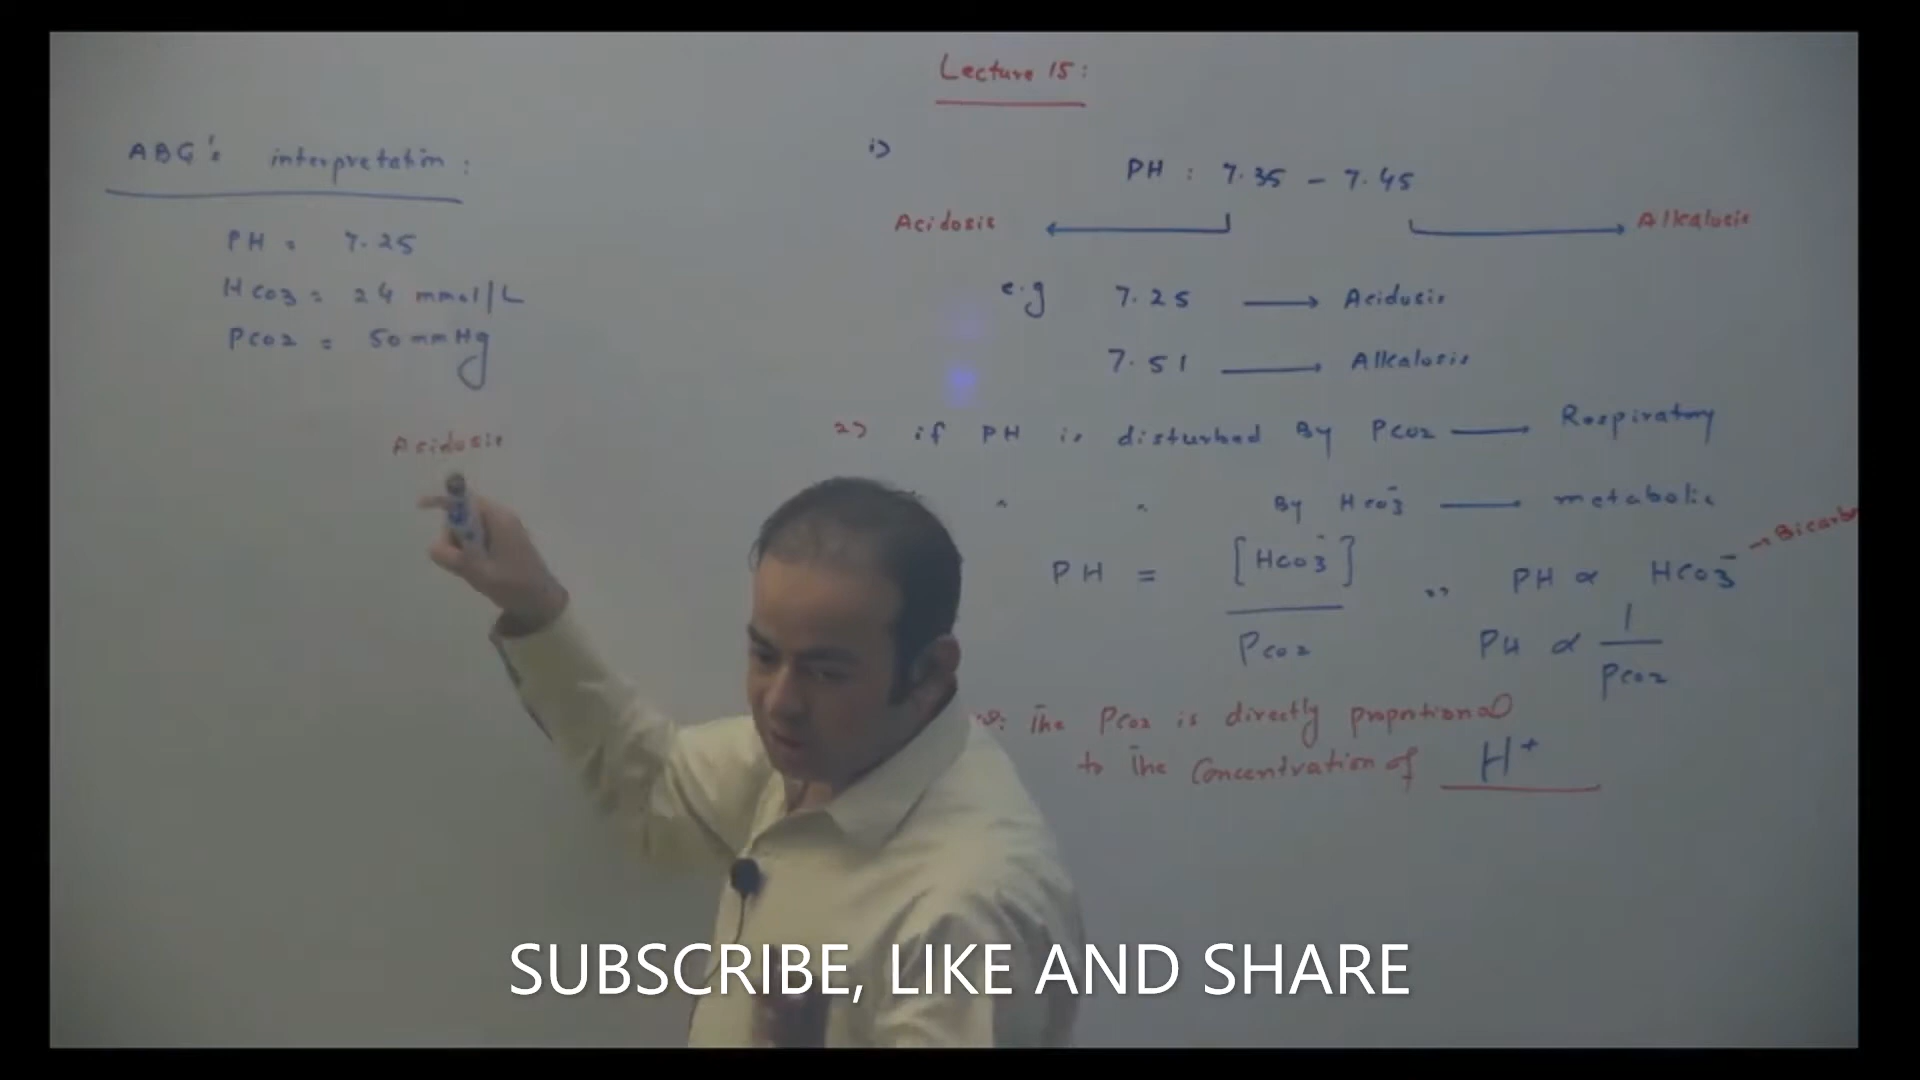 Lecture 15:
ABG's interpretation:
PH = 7.25
HCO3 = 24 mmol/L
PCO2 = 50 mmHg
Acidosis
1)
PH : 7.35 - 7.45
Acidosis
Alkalosis
e.g 7.25 → Acidosis
7.51 → Alkalosis
2) if PH is disturbed By PCO2 → Respiratory
" " By HCO3⁻ → metabolic
PH = [HCO3⁻] / PCO2
PH ∝ HCO3⁻ →
PH ∝ 1 / PCO2
The PCO2 is directly proportional
to the Concentration of H+
SUBSCRIBE, LIKE AND SHARE